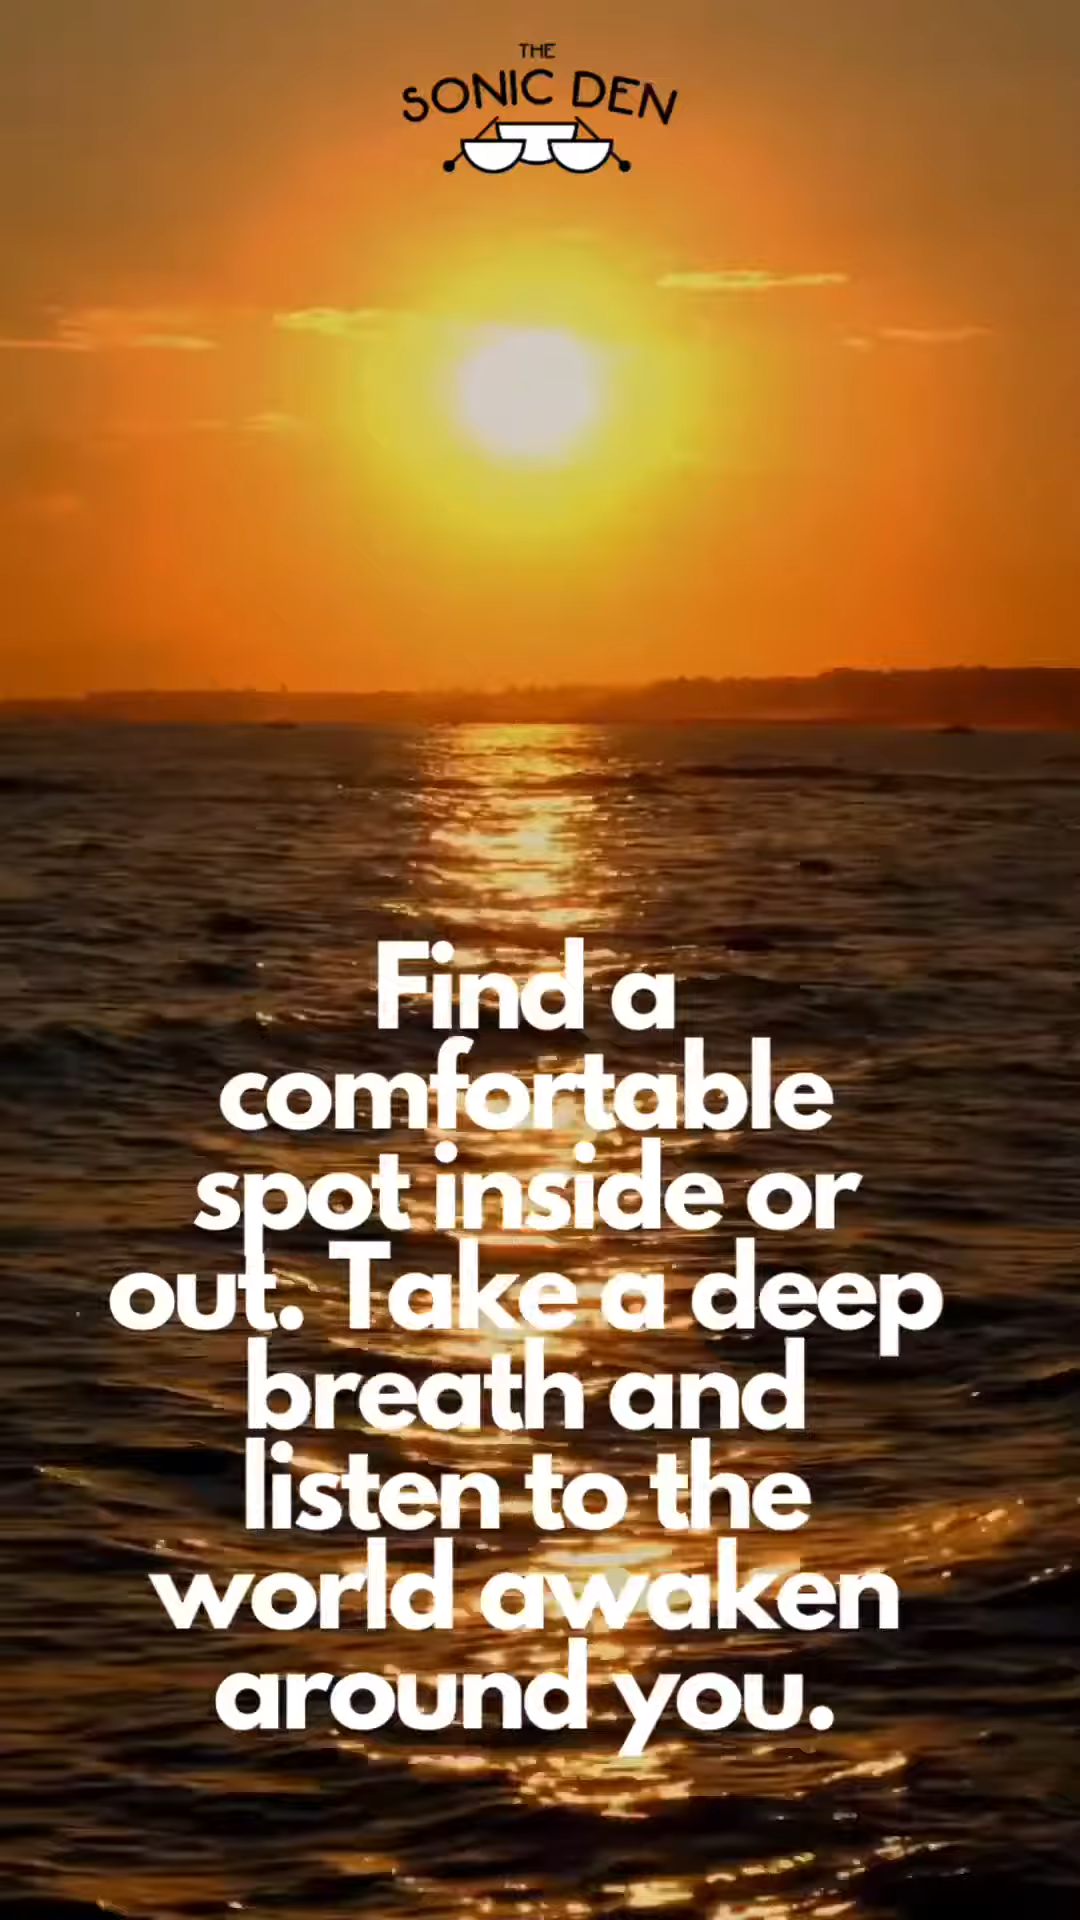 THE
SONIC DEN
Find a
comfortable
spot inside or
out. Take a deep
breath and
listen to the
world awaken
around you.